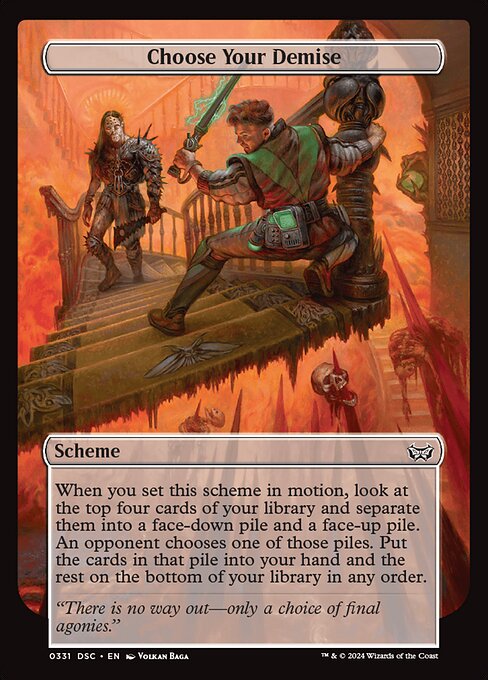 Choose Your Demise
Scheme
When you set this scheme in motion, look at
the top four cards of your library and separate
them into a face-down pile and a face-up pile.
An opponent chooses one of those piles. Put
the cards in that pile into your hand and the
rest on the bottom of your library in any order.
“There is no way out—only a choice of final
agonies.”
0331 DSC • EN Volkan Baga ™ & © 2024 Wizards of the Coast